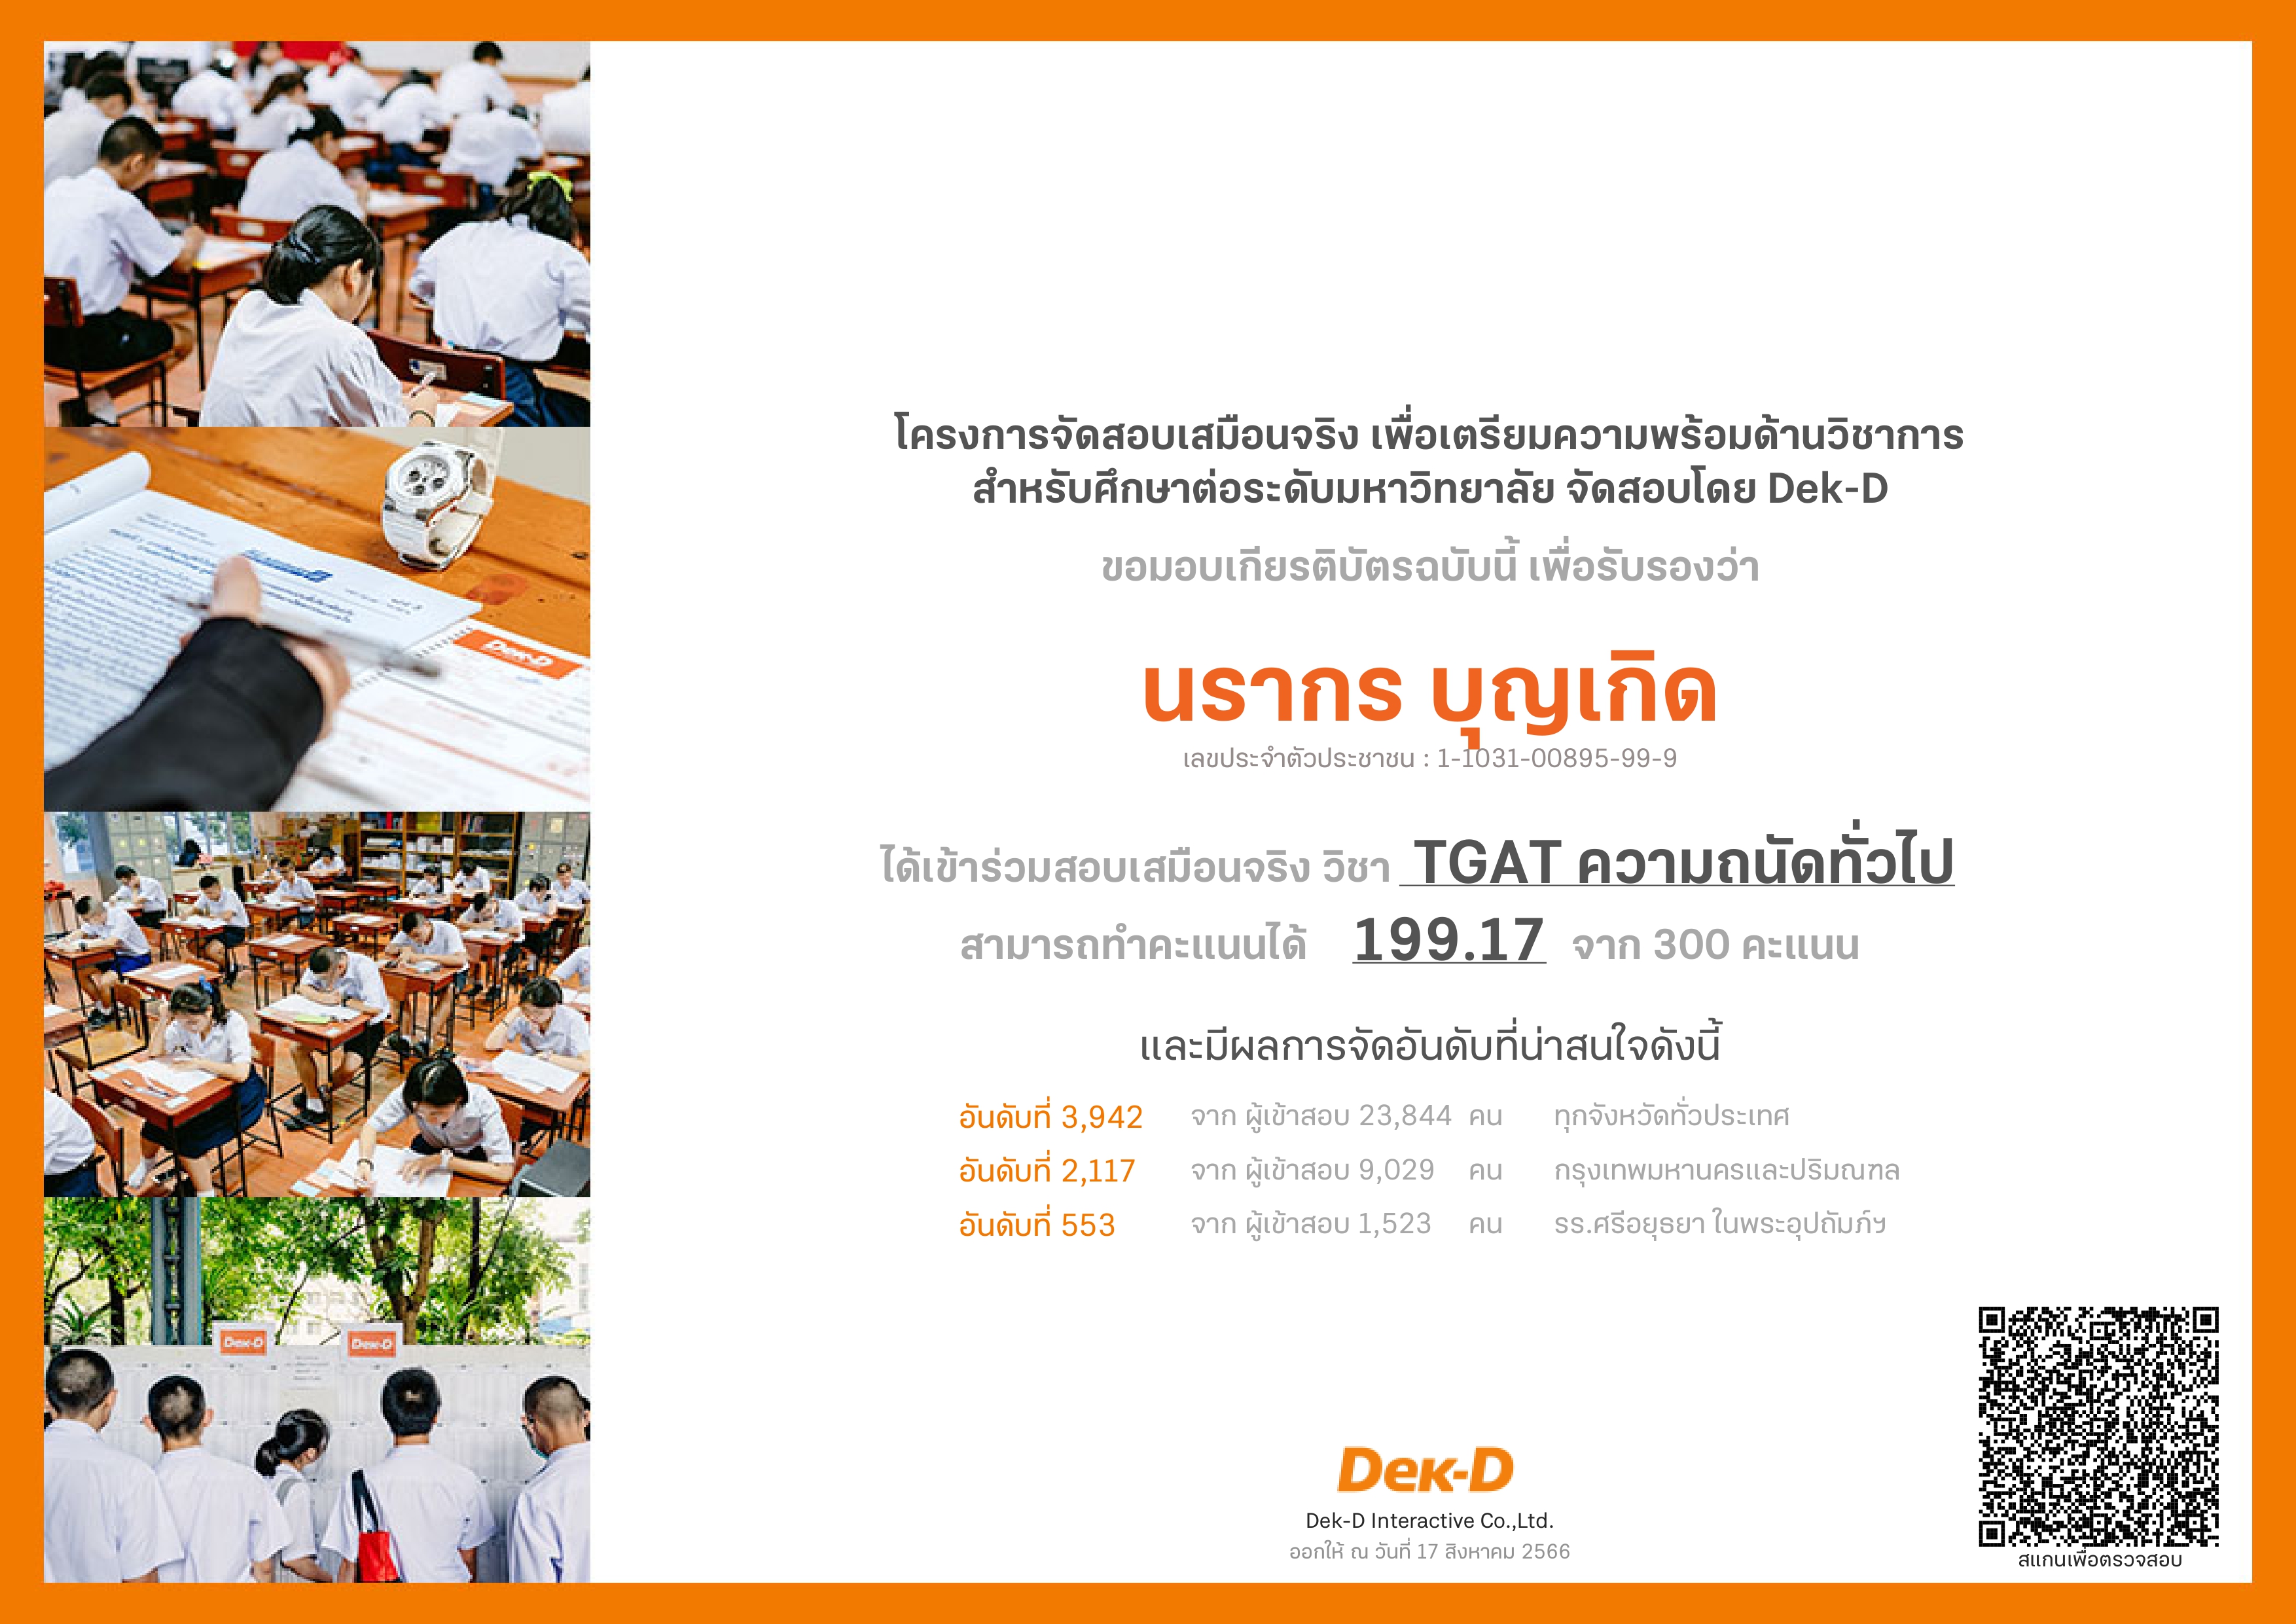 โครงการจัดสอบเสมือนจริง เพื่อเตรียมความพร้อมด้านวิชาการ
สำหรับศึกษาต่อระดับมหาวิทยาลัย จัดสอบโดย Dek-D
ขอมอบเกียรติบัตรฉบับนี้ เพื่อรับรองว่า
นรากร บุญเกิด
เลขประจำตัวประชาชน : 1-1031-00895-99-9
ได้เข้าร่วมสอบเสมือนจริง วิชา TGAT ความถนัดทั่วไป
สามารถทำคะแนนได้ 199.17 จาก 300 คะแนน
และมีผลการจัดอันดับที่น่าสนใจดังนี้
อันดับที่ 3,942 จาก ผู้เข้าสอบ 23,844 คน ทุกจังหวัดทั่วประเทศ
อันดับที่ 2,117 จาก ผู้เข้าสอบ 9,029 คน กรุงเทพมหานครและปริมณฑล
อันดับที่ 553 จาก ผู้เข้าสอบ 1,523 คน รร.ศรีอยุธยา ในพระอุปถัมภ์ฯ
Dek-D
Dek-D Interactive Co.,Ltd.
ออกให้ ณ วันที่ 17 สิงหาคม 2566
สแกนเพื่อตรวจสอบ
Dek-D
Dek-D
Dek-D